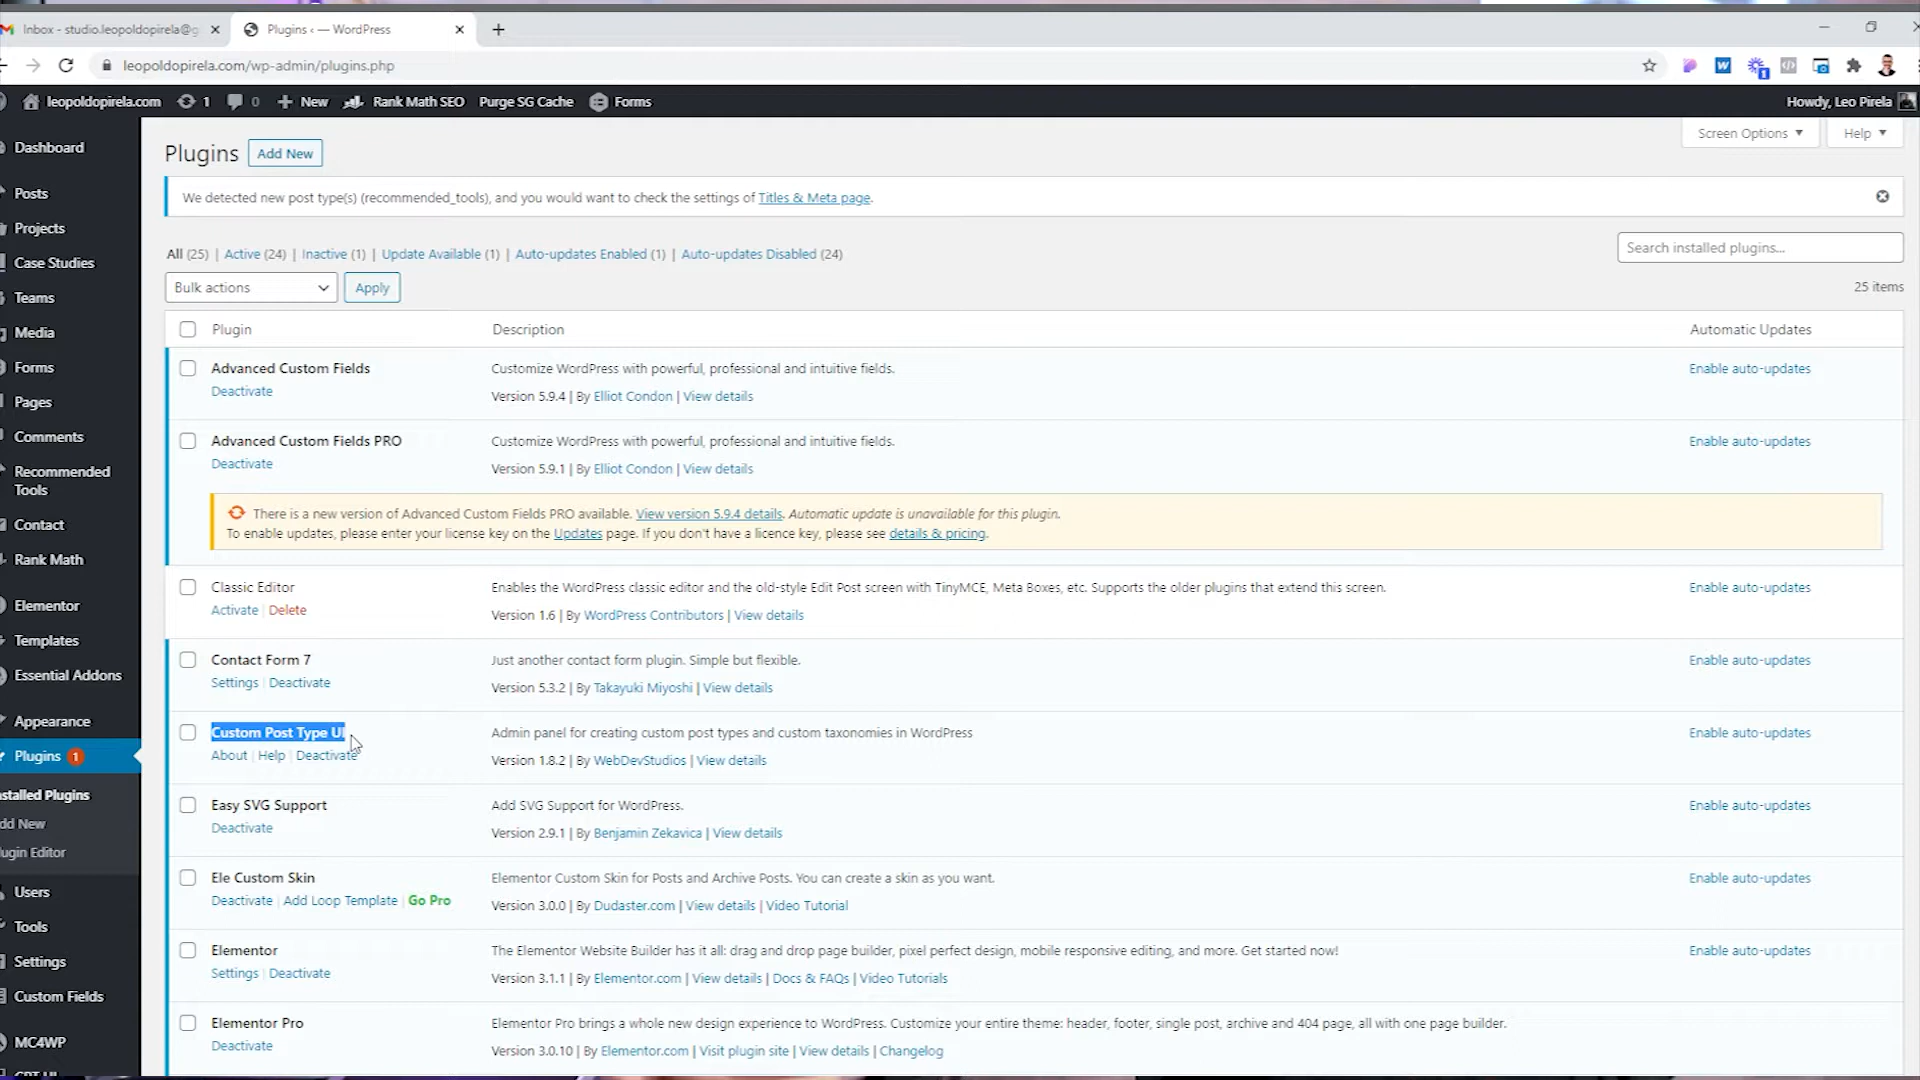 Inbox - studio.leopoldopirela@g
Plugins ‹ — WordPress
leopoldopirela.com/wp-admin/plugins.php
leopoldopirela.com 1 0 New Rank Math SEO Purge SG Cache Forms Howdy, Leo Pirela
Screen Options Help
Plugins Add New
We detected new post type(s) (recommended_tools), and you would want to check the settings of Titles & Meta page.
All (25) | Active (24) | Inactive (1) | Update Available (1) | Auto-updates Enabled (1) | Auto-updates Disabled (24)
Search installed plugins...
Bulk actions Apply
25 items
Plugin Description Automatic Updates
Advanced Custom Fields Customize WordPress with powerful, professional and intuitive fields. Enable auto-updates
Deactivate Version 5.9.4 | By Elliot Condon | View details
Advanced Custom Fields PRO Customize WordPress with powerful, professional and intuitive fields. Enable auto-updates
Deactivate Version 5.9.1 | By Elliot Condon | View details
There is a new version of Advanced Custom Fields PRO available. View version 5.9.4 details. Automatic update is unavailable for this plugin.
To enable updates, please enter your license key on the Updates page. If you don't have a licence key, please see details & pricing.
Classic Editor Enables the WordPress classic editor and the old-style Edit Post screen with TinyMCE, Meta Boxes, etc. Supports the older plugins that extend this screen. Enable auto-updates
Activate | Delete Version 1.6 | By WordPress Contributors | View details
Contact Form 7 Just another contact form plugin. Simple but flexible. Enable auto-updates
Settings | Deactivate Version 5.3.2 | By Takayuki Miyoshi | View details
Custom Post Type UI Admin panel for creating custom post types and custom taxonomies in WordPress Enable auto-updates
About | Help | Deactivate Version 1.8.2 | By WebDevStudios | View details
Easy SVG Support Add SVG Support for WordPress. Enable auto-updates
Deactivate Version 2.9.1 | By Benjamin Zekavica | View details
Ele Custom Skin Elementor Custom Skin for Posts and Archive Posts. You can create a skin as you want. Enable auto-updates
Deactivate | Add Loop Template | Go Pro Version 3.0.0 | By Dudaster.com | View details | Video Tutorial
Elementor The Elementor Website Builder has it all: drag and drop page builder, pixel perfect design, mobile responsive editing, and more. Get started now! Enable auto-updates
Settings | Deactivate Version 3.1.1 | By Elementor.com | View details | Docs & FAQs | Video Tutorials
Elementor Pro Elementor Pro brings a whole new design experience to WordPress. Customize your entire theme: header, footer, single post, archive and 404 page, all with one page builder.
Deactivate Version 3.0.10 | By Elementor.com | Visit plugin site | View details | Changelog
Dashboard
Posts
Projects
Case Studies
Teams
Media
Forms
Pages
Comments
Recommended
Tools
Contact
Rank Math
Elementor
Templates
Essential Addons
Appearance
Plugins 1
nstalled Plugins
dd New
lugin Editor
Users
Tools
Settings
Custom Fields
MC4WP
CPT UI